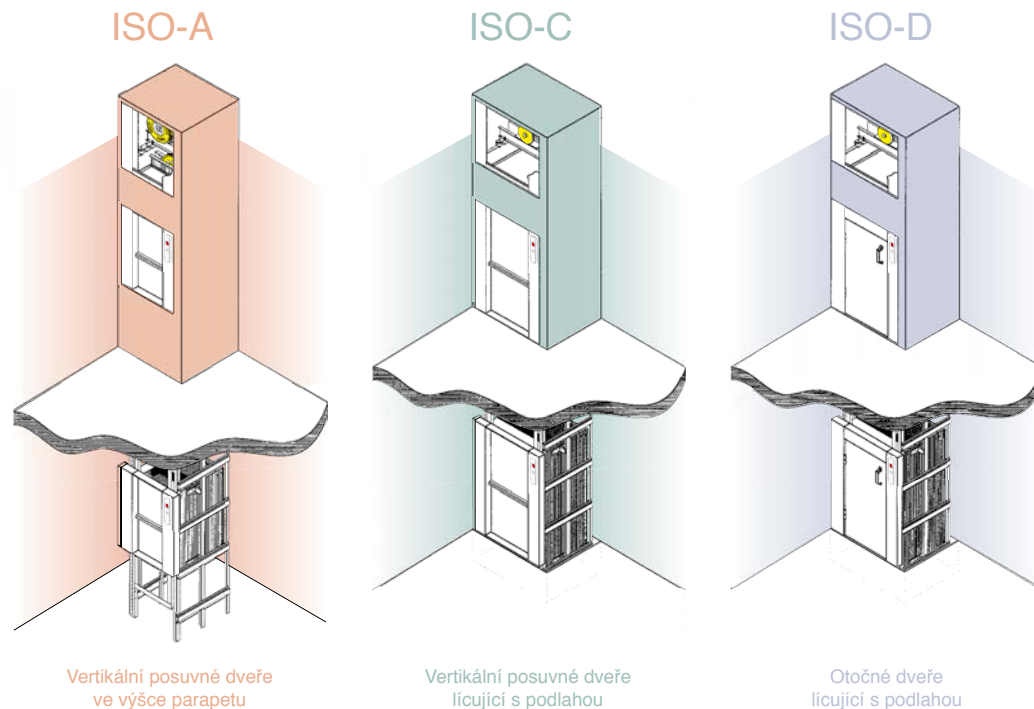 ISO-A
ISO-C
ISO-D
Vertikální posuvné dveře
ve výšce parapetu
Vertikální posuvné dveře
lícující s podlahou
Otočné dveře
lícující s podlahou